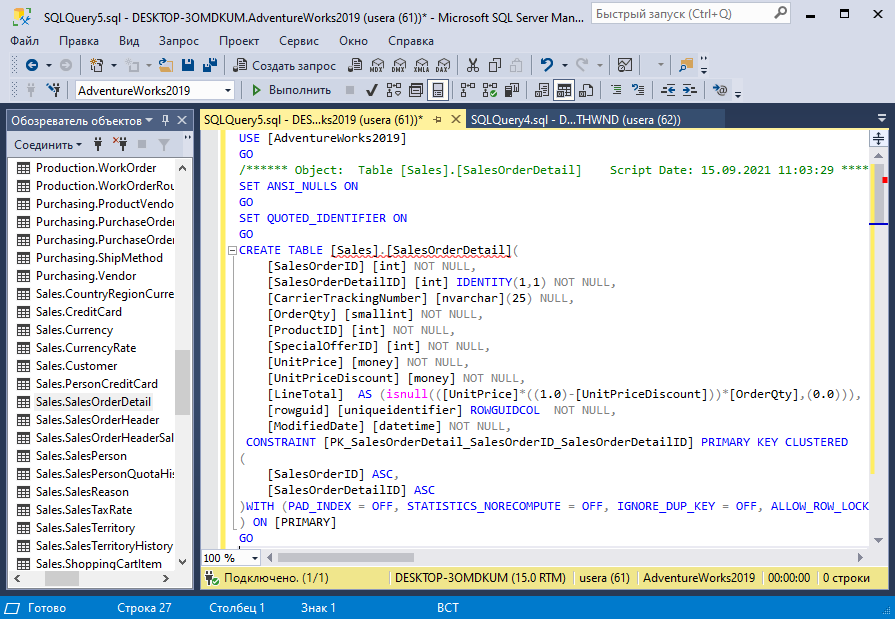 SQLQuery5.sql - DESKTOP-3OMDKUM.AdventureWorks2019 (usera (61))* - Microsoft SQL Server Man...
Быстрый запуск (Ctrl+Q)
Файл Правка Вид Запрос Проект Сервис Окно Справка
Создать запрос MDX DMX XMLA DAX
AdventureWorks2019 Выполнить
Обозреватель объектов
SQLQuery5.sql - DES...ks2019 (usera (61))* SQLQuery4.sql - D...THWND (usera (62))
Соединить
Production.WorkOrder
Production.WorkOrderRou
Purchasing.ProductVendo
Purchasing.PurchaseOrder
Purchasing.PurchaseOrder
Purchasing.ShipMethod
Purchasing.Vendor
Sales.CountryRegionCurre
Sales.CreditCard
Sales.Currency
Sales.CurrencyRate
Sales.Customer
Sales.PersonCreditCard
Sales.SalesOrderDetail
Sales.SalesOrderHeader
Sales.SalesOrderHeaderSal
Sales.SalesPerson
Sales.SalesPersonQuotaHis
Sales.SalesReason
Sales.SalesTaxRate
Sales.SalesTerritory
Sales.SalesTerritoryHistory
Sales.ShoppingCartItem
USE [AdventureWorks2019]
GO
/****** Object:  Table [Sales].[SalesOrderDetail]    Script Date: 15.09.2021 11:03:29 ****
SET ANSI_NULLS ON
GO
SET QUOTED_IDENTIFIER ON
GO
CREATE TABLE [Sales].[SalesOrderDetail](
[SalesOrderID] [int] NOT NULL,
[SalesOrderDetailID] [int] IDENTITY(1,1) NOT NULL,
[CarrierTrackingNumber] [nvarchar](25) NULL,
[OrderQty] [smallint] NOT NULL,
[ProductID] [int] NOT NULL,
[SpecialOfferID] [int] NOT NULL,
[UnitPrice] [money] NOT NULL,
[UnitPriceDiscount] [money] NOT NULL,
[LineTotal]  AS (isnull(([UnitPrice]*((1.0)-[UnitPriceDiscount]))*[OrderQty],(0.0))),
[rowguid] [uniqueidentifier] ROWGUIDCOL  NOT NULL,
[ModifiedDate] [datetime] NOT NULL,
CONSTRAINT [PK_SalesOrderDetail_SalesOrderID_SalesOrderDetailID] PRIMARY KEY CLUSTERED
(
[SalesOrderID] ASC,
[SalesOrderDetailID] ASC
)WITH (PAD_INDEX = OFF, STATISTICS_NORECOMPUTE = OFF, IGNORE_DUP_KEY = OFF, ALLOW_ROW_LOCK
) ON [PRIMARY]
GO
100 %
Подключено. (1/1) DESKTOP-3OMDKUM (15.0 RTM) usera (61) AdventureWorks2019 00:00:00 0 строки
Готово Строка 27 Столбец 1 Знак 1 ВСТ